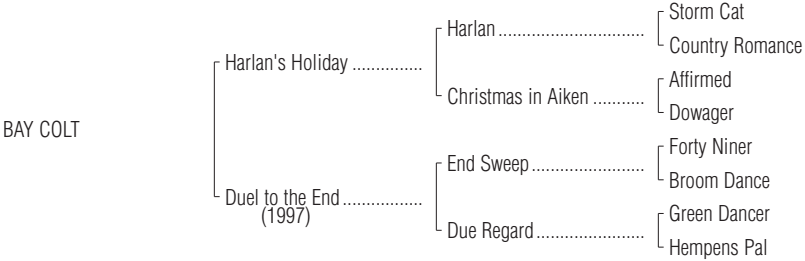 Storm Cat
Harlan..............................
Country Romance
Harlan's Holiday ...............
Affirmed
Christmas in Aiken ...........
Dowager
BAY COLT
Forty Niner
End Sweep.......................
Broom Dance
Duel to the End.................
(1997)
Green Dancer
Due Regard......................
Hempens Pal